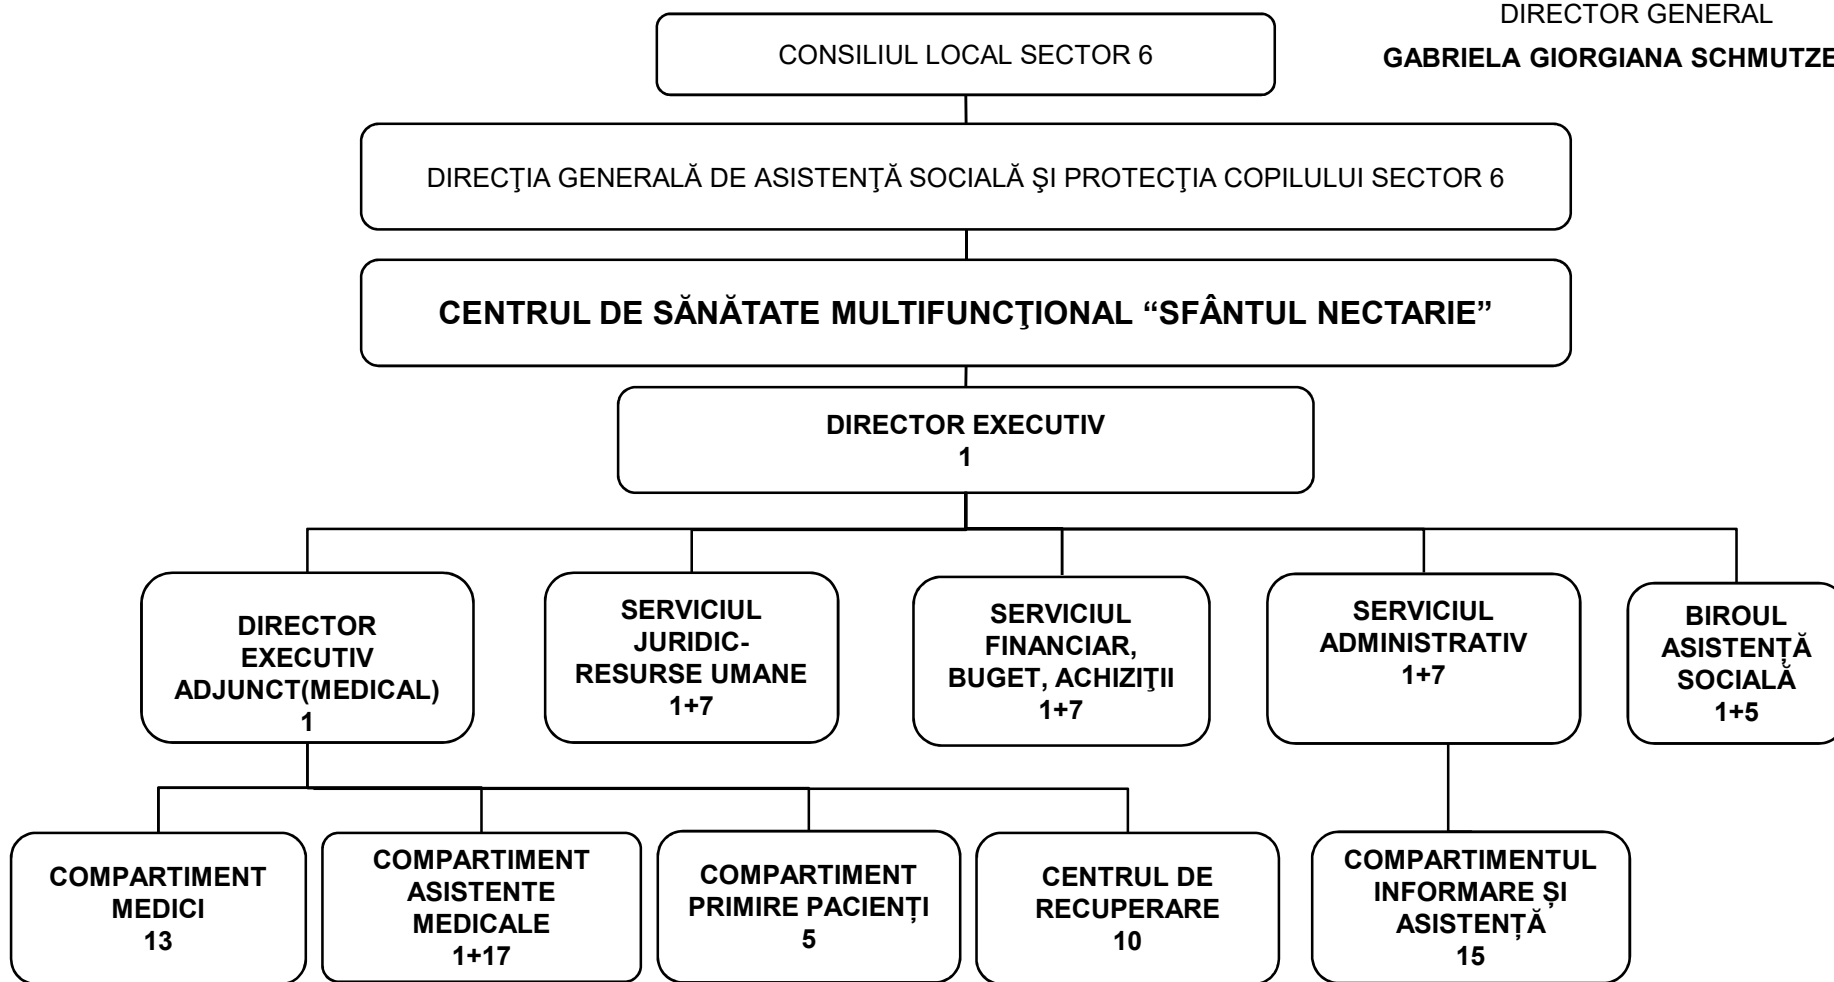 DIRECTOR GENERAL
GABRIELA GIORGIANA SCHMUTZE
CONSILIUL LOCAL SECTOR 6
DIRECŢIA GENERALĂ DE ASISTENŢĂ SOCIALĂ ŞI PROTECŢIA COPILULUI SECTOR 6
CENTRUL DE SĂNĂTATE MULTIFUNCŢIONAL “SFÂNTUL NECTARIE”
DIRECTOR EXECUTIV
1
DIRECTOR
EXECUTIV
ADJUNCT(MEDICAL)
1
SERVICIUL
JURIDIC-
RESURSE UMANE
1+7
SERVICIUL
FINANCIAR,
BUGET, ACHIZIŢII
1+7
SERVICIUL
ADMINISTRATIV
1+7
BIROUL
ASISTENȚĂ
SOCIALĂ
1+5
COMPARTIMENT
MEDICI
13
COMPARTIMENT
ASISTENTE
MEDICALE
1+17
COMPARTIMENT
PRIMIRE PACIENȚI
5
CENTRUL DE
RECUPERARE
10
COMPARTIMENTUL
INFORMARE ȘI
ASISTENȚĂ
15